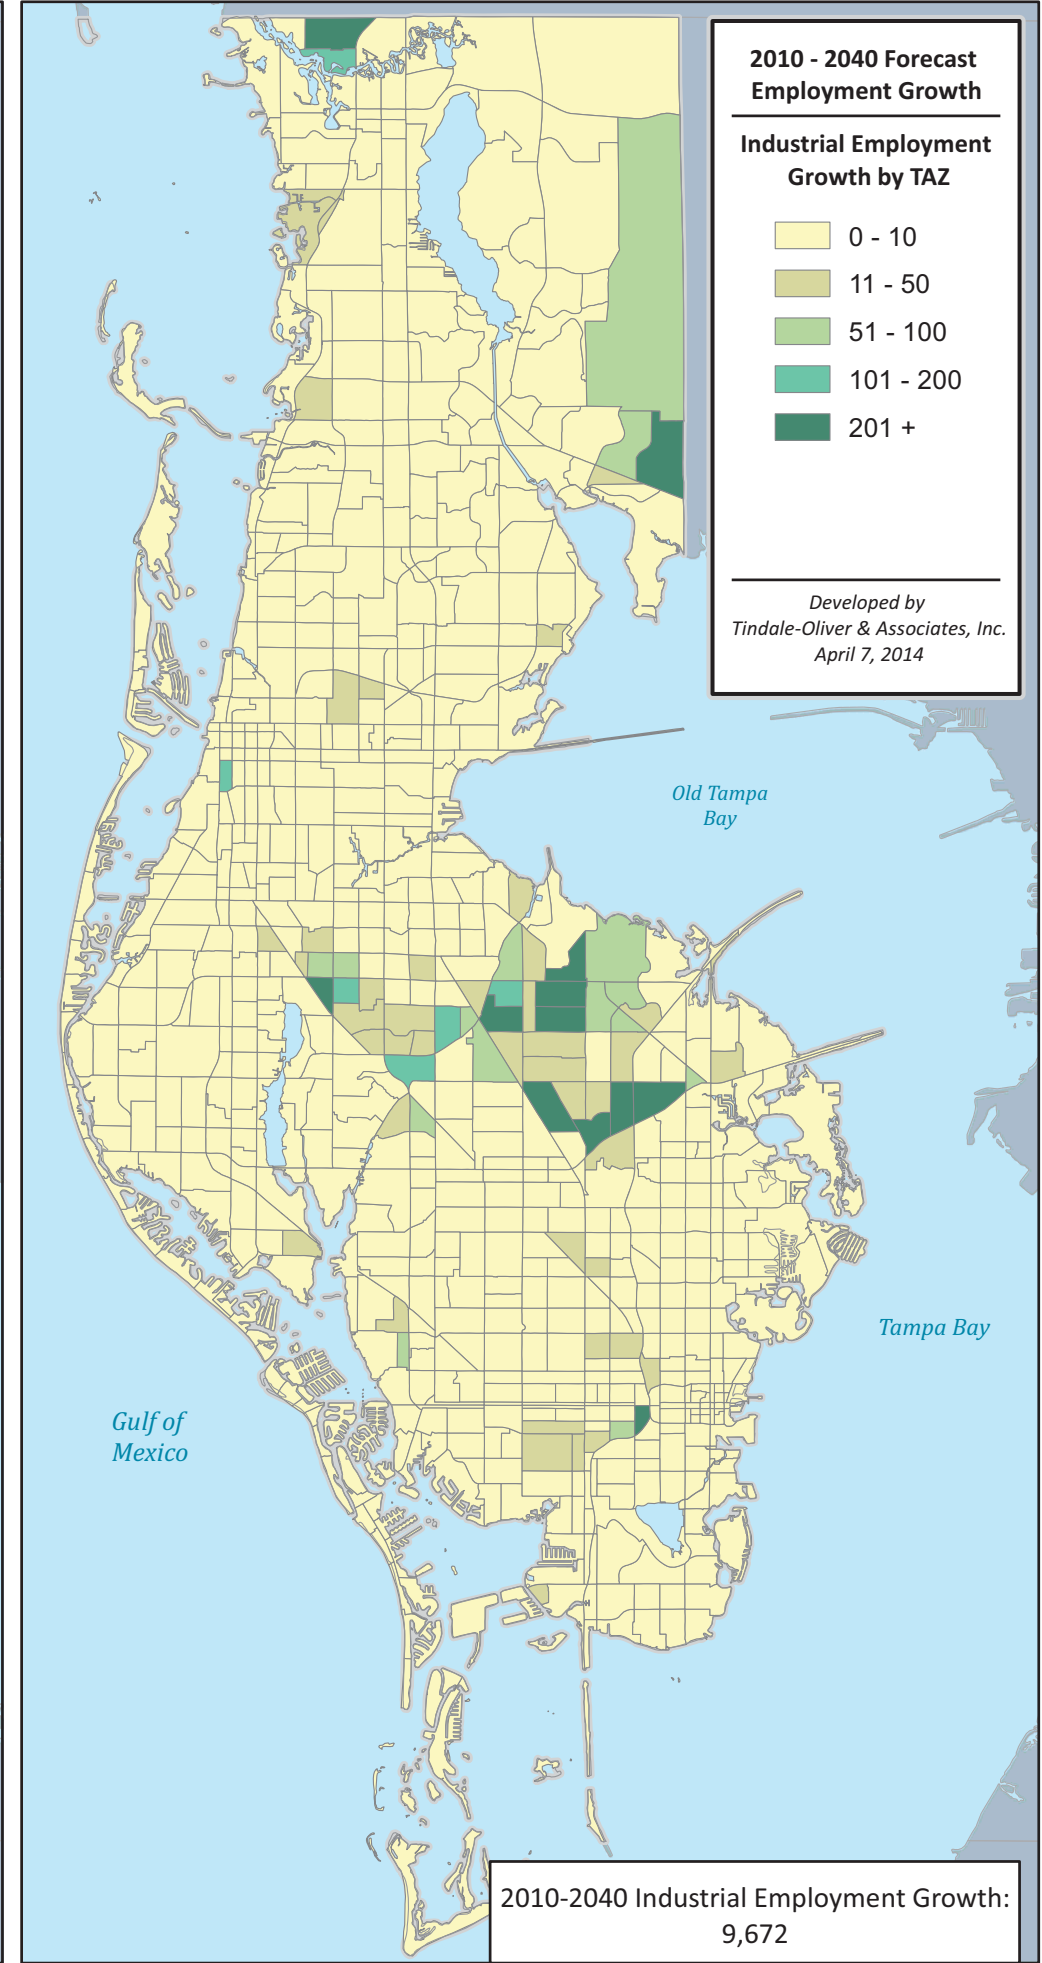 2010 - 2040 Forecast
Employment Growth
Industrial Employment
Growth by TAZ
0 - 10
11 - 50
51 - 100
101 - 200
201 +
Developed by
Tindale-Oliver & Associates, Inc.
April 7, 2014
Old Tampa
Bay
Tampa Bay
Gulf of
Mexico
2010-2040 Industrial Employment Growth:
9,672